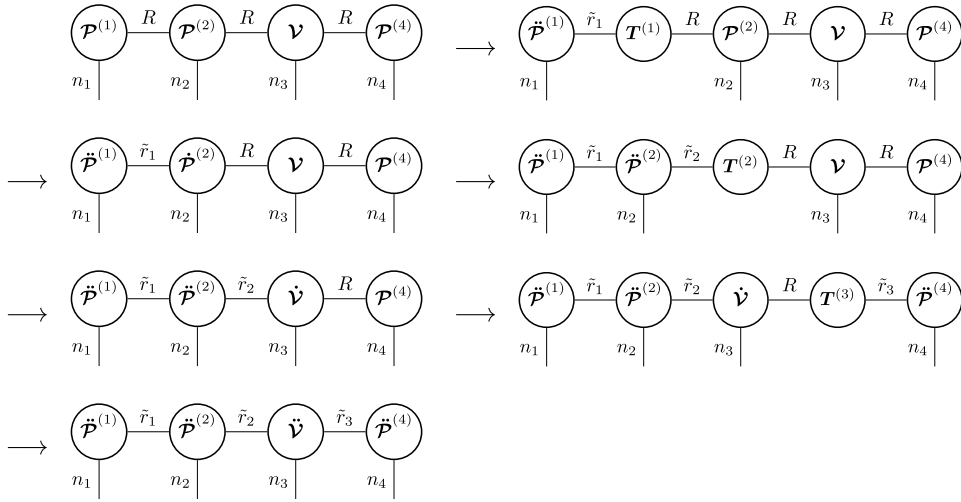 R R R r̃₁ R R R
𝒫⁽¹⁾ 𝒫⁽²⁾ 𝒱 𝒫⁽⁴⁾ ⟶ 𝒫̈⁽¹⁾ T⁽¹⁾ 𝒫⁽²⁾ 𝒱 𝒫⁽⁴⁾
n₁ n₂ n₃ n₄ n₁ n₂ n₃ n₄
r̃₁ R R r̃₁ r̃₂ R R
⟶ 𝒫̈⁽¹⁾ 𝒫̇⁽²⁾ 𝒱 𝒫⁽⁴⁾ ⟶ 𝒫̈⁽¹⁾ 𝒫̈⁽²⁾ T⁽²⁾ 𝒱 𝒫⁽⁴⁾
n₁ n₂ n₃ n₄ n₁ n₂ n₃ n₄
r̃₁ r̃₂ R r̃₁ r̃₂ R r̃₃
⟶ 𝒫̈⁽¹⁾ 𝒫̈⁽²⁾ 𝒱̇ 𝒫⁽⁴⁾ ⟶ 𝒫̈⁽¹⁾ 𝒫̈⁽²⁾ 𝒱̇ T⁽³⁾ 𝒫̈⁽⁴⁾
n₁ n₂ n₃ n₄ n₁ n₂ n₃ n₄
r̃₁ r̃₂ r̃₃
⟶ 𝒫̈⁽¹⁾ 𝒫̈⁽²⁾ 𝒱̈ 𝒫̈⁽⁴⁾
n₁ n₂ n₃ n₄